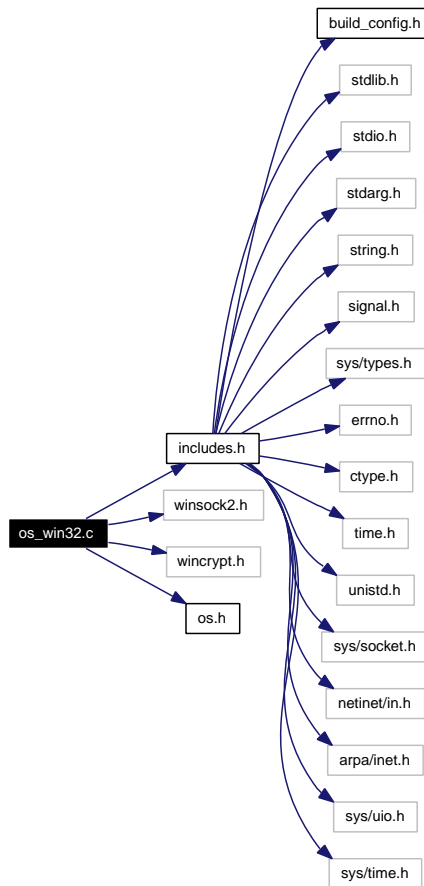 build_config.h
stdlib.h
stdio.h
stdarg.h
string.h
signal.h
sys/types.h
errno.h
includes.h
ctype.h
winsock2.h
time.h
os_win32.c
wincrypt.h
unistd.h
os.h
sys/socket.h
netinet/in.h
arpa/inet.h
sys/uio.h
sys/time.h